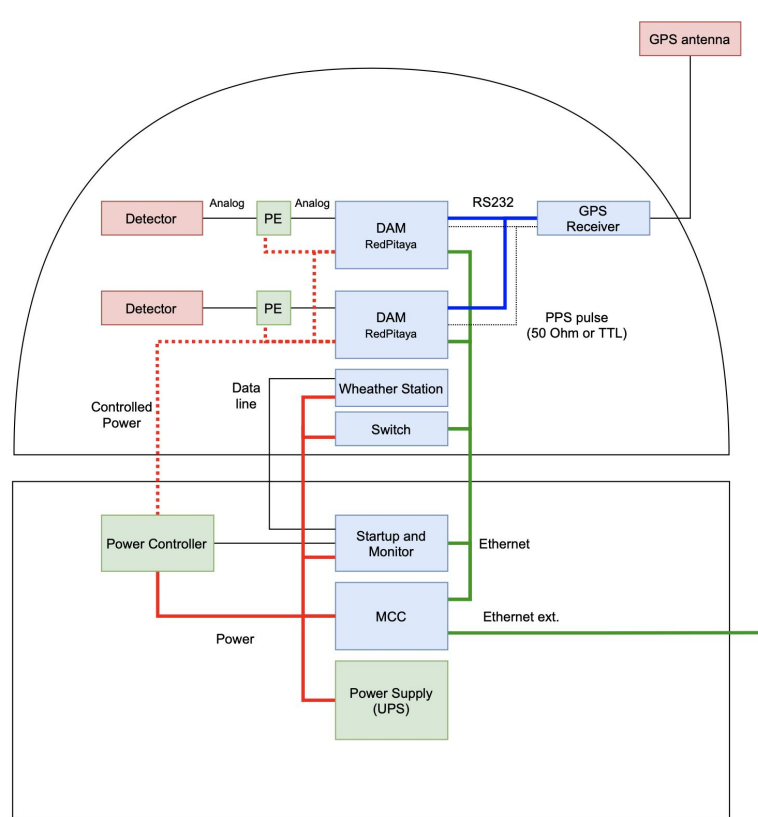 GPS antenna
Analog
Analog
RS232
Detector
PE
DAM
RedPitaya
GPS
Receiver
Detector
PE
DAM
RedPitaya
PPS pulse
(50 Ohm or TTL)
Controlled
Power
Data
line
Wheather Station
Switch
Power Controller
Startup and
Monitor
Ethernet
MCC
Ethernet ext.
Power
Power Supply
(UPS)